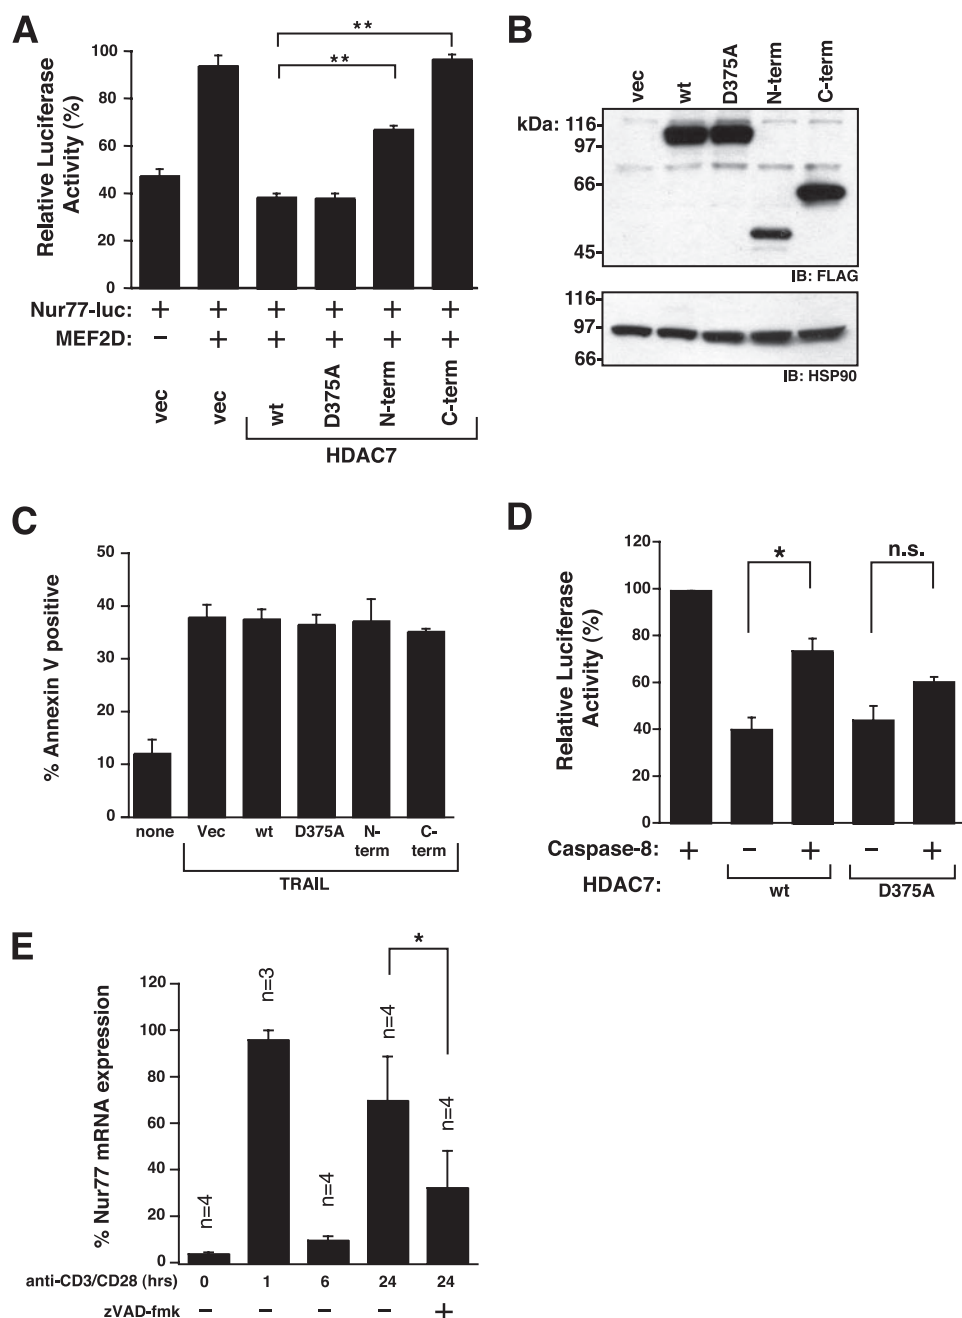 A
Relative Luciferase
Activity (%)
100
80
60
40
20
0
**
**
Nur77-luc: + + + + + +
MEF2D: − + + + + +
vec vec wt D375A N-term C-term
HDAC7
B
vec wt D375A N-term C-term
kDa: 116
97
66
45
IB: FLAG
116
97
66
IB: HSP90
C
% Annexin V positive
50
40
30
20
10
0
none Vec wt D375A N-term C-term
TRAIL
D
Relative Luciferase
Activity (%)
120
100
80
60
40
20
0
*
n.s.
Caspase-8: + − + − +
HDAC7: wt D375A
E
% Nur77 mRNA expression
120
100
80
60
40
20
0
n=4 n=3 n=4 n=4 n=4
*
anti-CD3/CD28 (hrs) 0 1 6 24 24
zVAD-fmk − − − − +